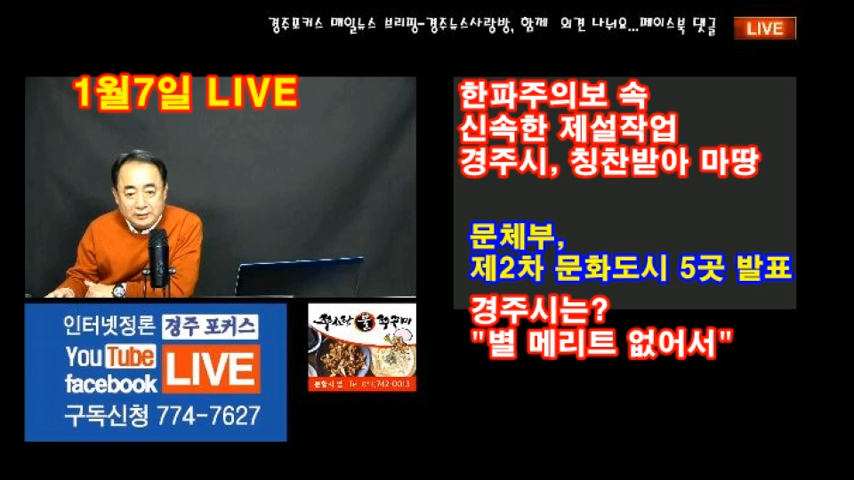 경주포커스 매일뉴스 브리핑-경주뉴스사랑방, 함께 의견 나눠요...페이스북 댓글
LIVE
1월7일 LIVE
한파주의보 속
신속한 제설작업
경주시, 칭찬받아 마땅
문체부,
제2차 문화도시 5곳 발표
경주시는?
"별 메리트 없어서"
인터넷정론 경주 포커스
YouTube
facebook
LIVE
구독신청 774-7627
불